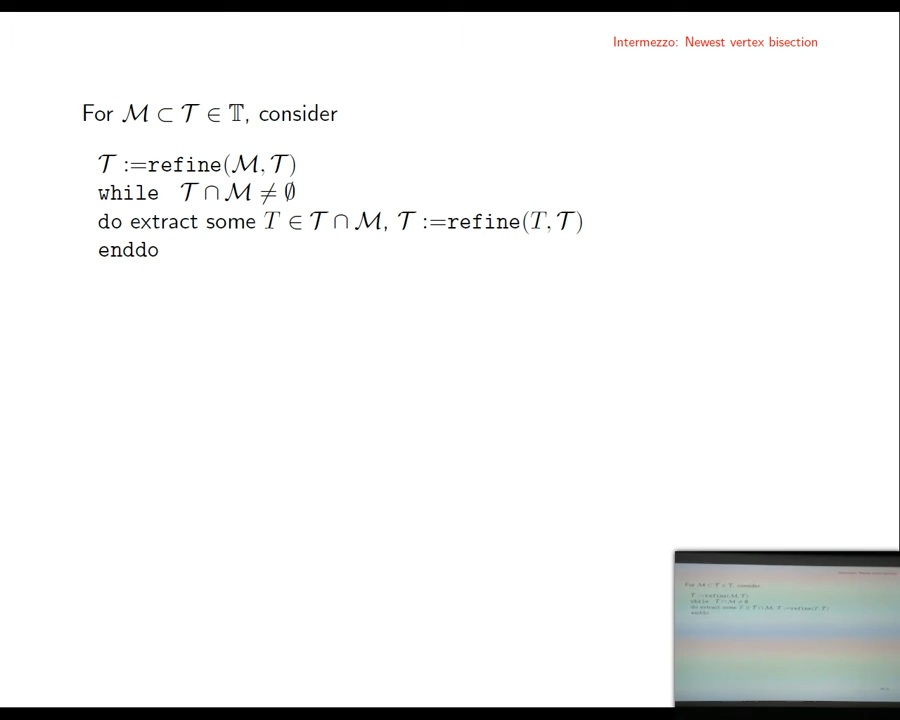 Intermezzo: Newest vertex bisection
For ℳ ⊂ 𝒯 ∈ 𝕋, consider
𝒯 :=refine(ℳ, 𝒯)
while 𝒯 ∩ ℳ ≠ ∅
do extract some T ∈ 𝒯 ∩ ℳ, 𝒯 :=refine(T, 𝒯)
enddo